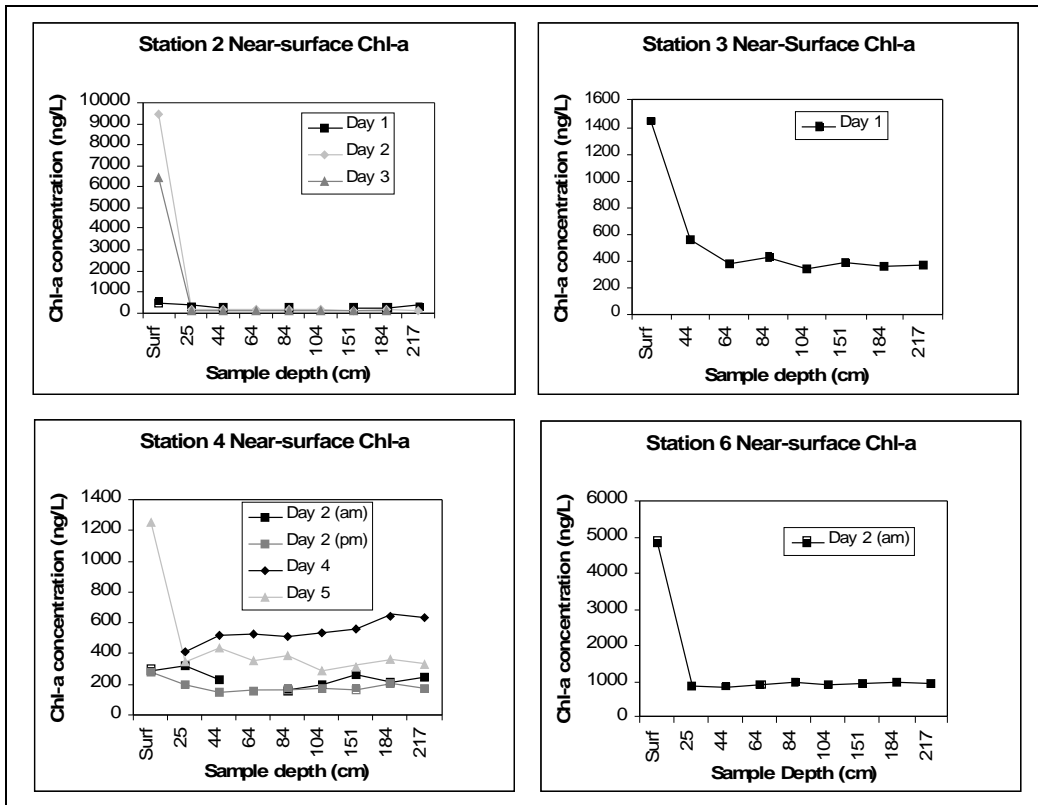 Station 2 Near-surface Chl-a
Chl-a concentration (ng/L)
10000
9000
8000
7000
6000
5000
4000
3000
2000
1000
0
Day 1
Day 2
Day 3
Surf 25 44 64 84 104 151 184 217
Sample depth (cm)
Station 3 Near-Surface Chl-a
Chl-a concentration (ng/L)
1600
1400
1200
1000
800
600
400
200
0
Day 1
Surf 44 64 84 104 151 184 217
Sample depth (cm)
Station 4 Near-surface Chl-a
Chl-a concentration (ng/L)
1400
1200
1000
800
600
400
200
0
Day 2 (am)
Day 2 (pm)
Day 4
Day 5
Surf 25 44 64 84 104 151 184 217
Sample depth (cm)
Station 6 Near-surface Chl-a
Chl-a concentration (ng/L)
6000
5000
4000
3000
2000
1000
0
Day 2 (am)
Surf 25 44 64 84 104 151 184 217
Sample Depth (cm)